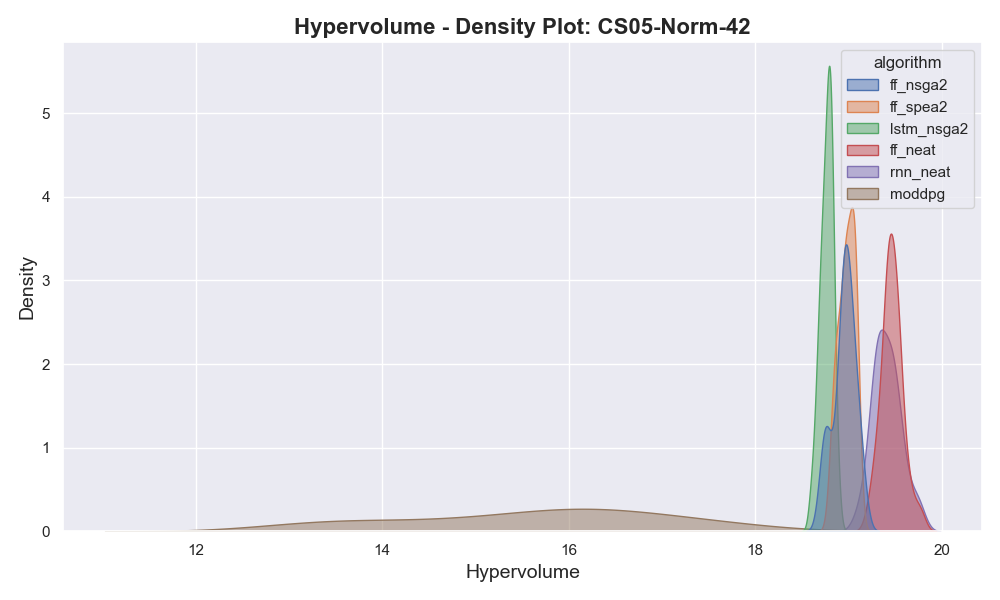 Hypervolume - Density Plot: CS05-Norm-42
algorithm
ff_nsga2
ff_spea2
lstm_nsga2
ff_neat
rnn_neat
moddpg
Density
5
4
3
2
1
0
12 14 16 18 20
Hypervolume